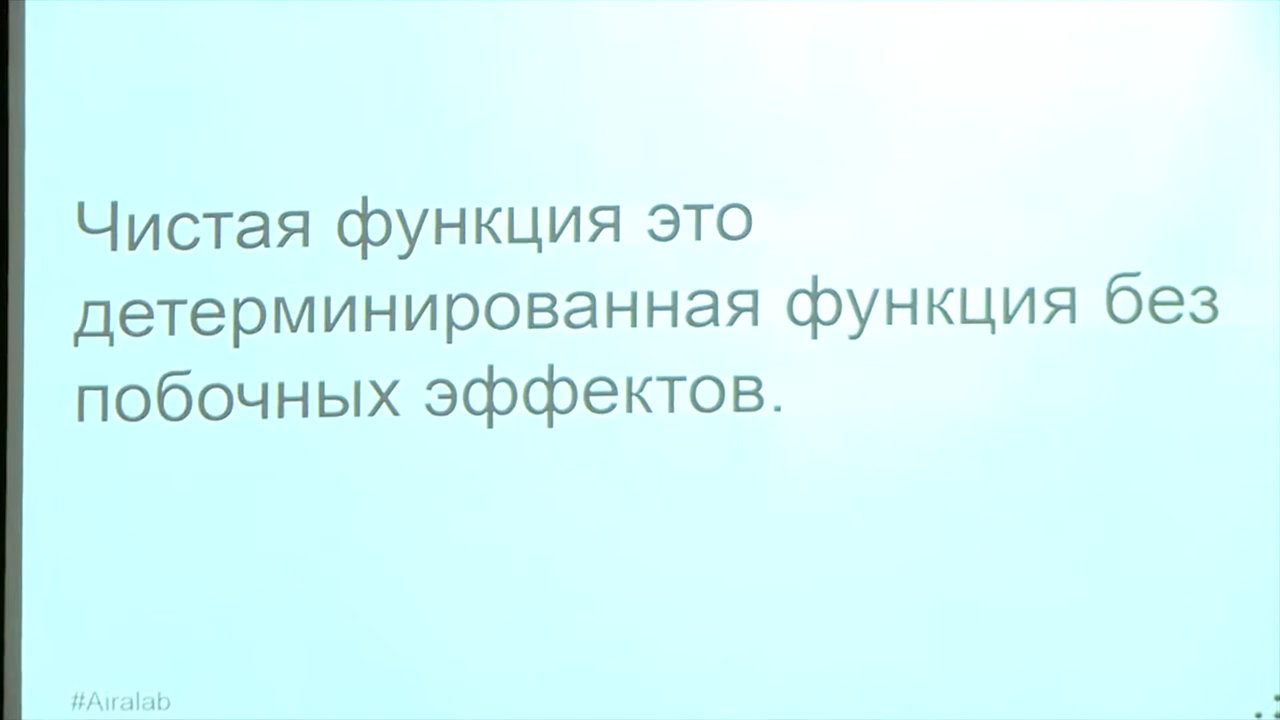 Чистая функция это
детерминированная функция без
побочных эффектов.
#Airalab